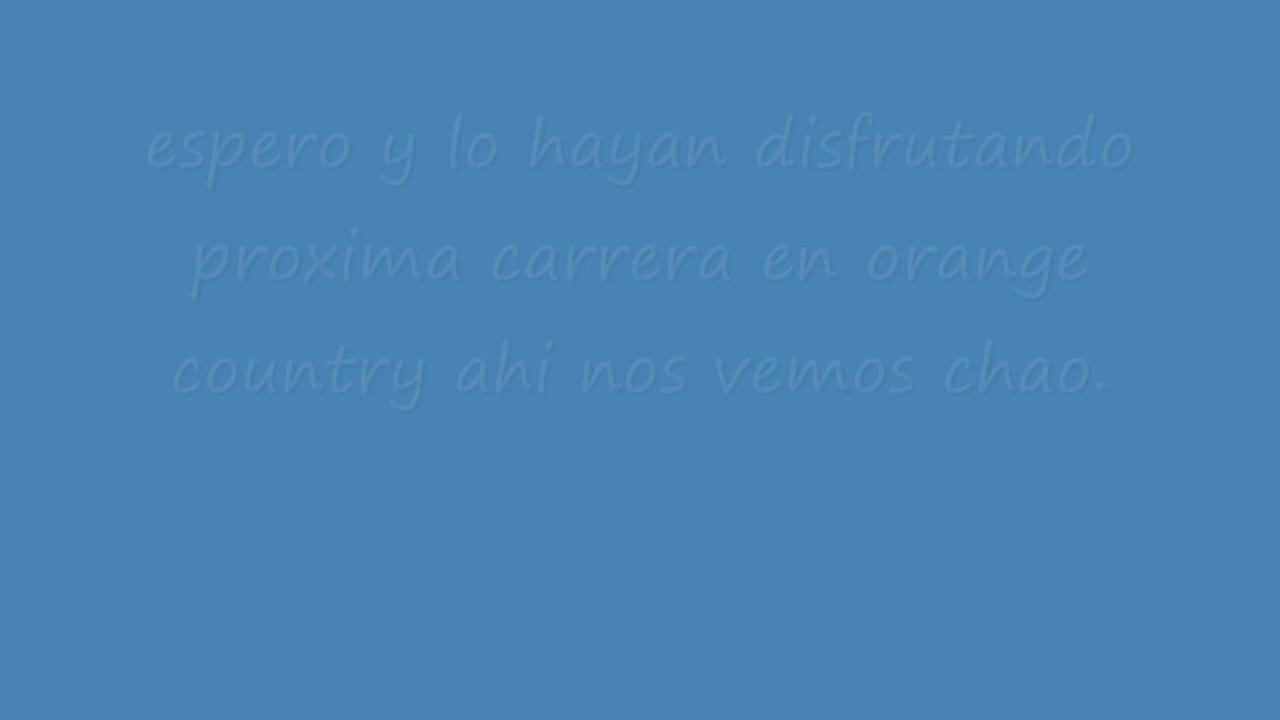 espero y lo hayan disfrutando
proxima carrera en orange
country ahi nos vemos chao.